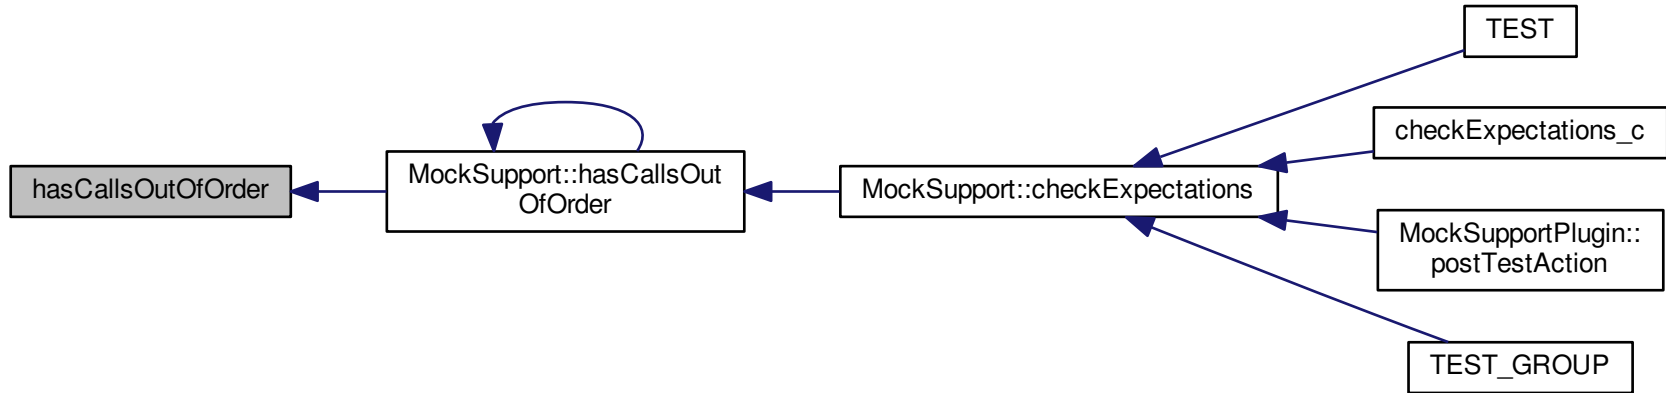 hasCallsOutOfOrder
MockSupport::hasCallsOut
OfOrder
MockSupport::checkExpectations
TEST
checkExpectations_c
MockSupportPlugin::
postTestAction
TEST_GROUP